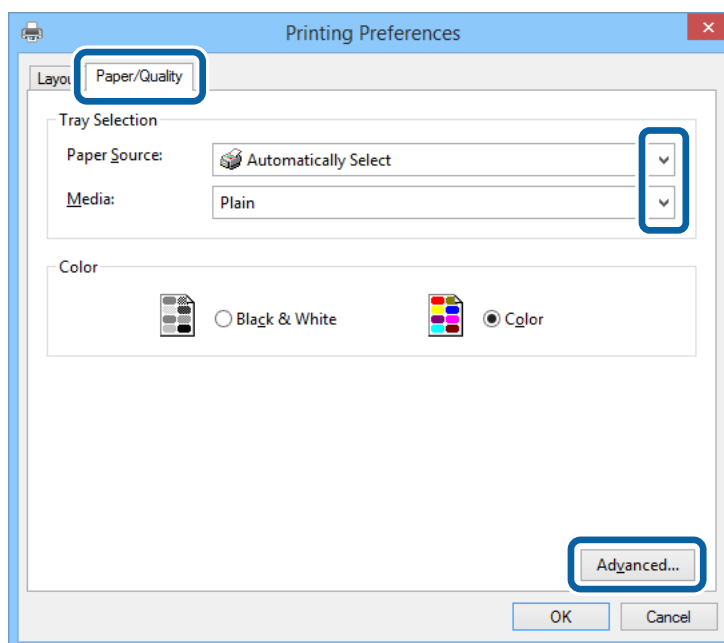 Printing Preferences
Paper/Quality
Tray Selection
Paper Source: Automatically Select
Media: Plain
Color
Black & White Color
Advanced...
OK Cancel